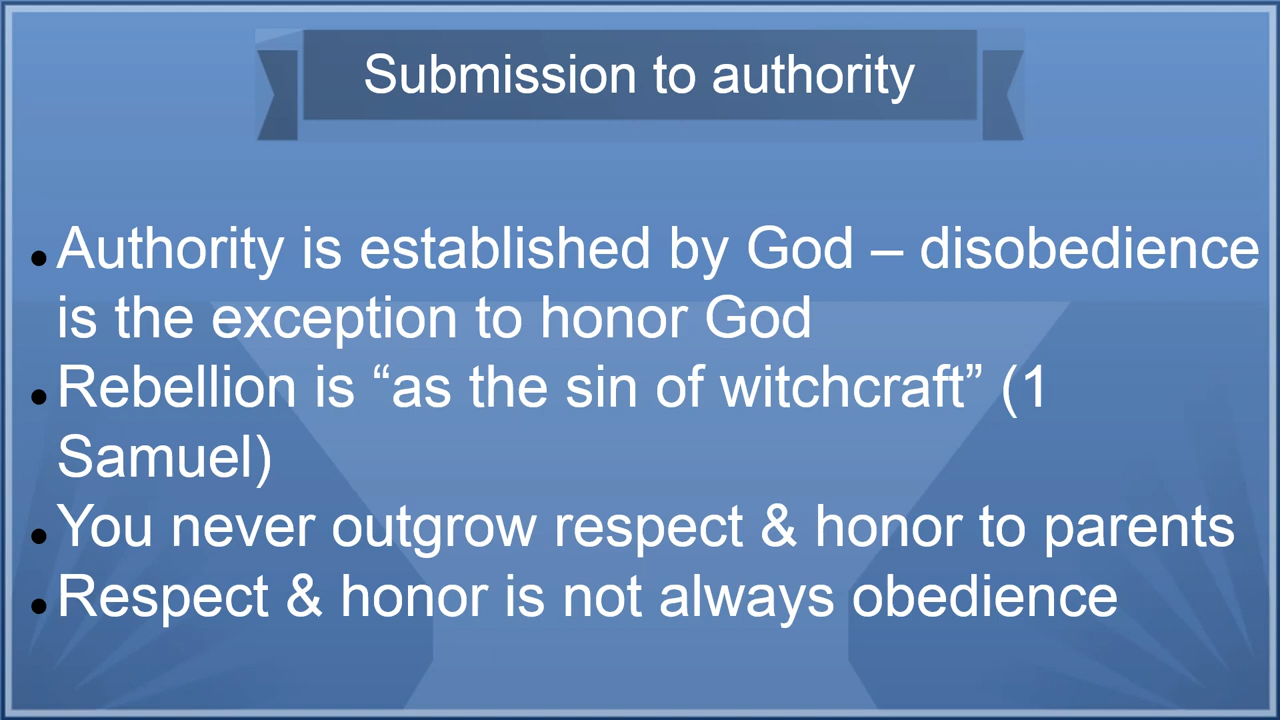 Submission to authority
Authority is established by God – disobedience
is the exception to honor God
Rebellion is “as the sin of witchcraft” (1
Samuel)
You never outgrow respect & honor to parents
Respect & honor is not always obedience